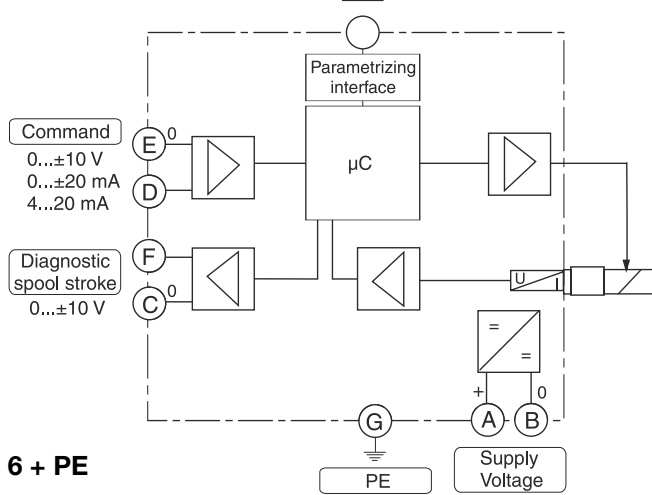 Parametrizing
interface
Command
0...±10 V
0...±20 mA
4...20 mA
E 0
D
µC
Diagnostic
spool stroke
0...±10 V
F
C 0
U I
=
=
+ 0
A B
G
PE
Supply
Voltage
6 + PE